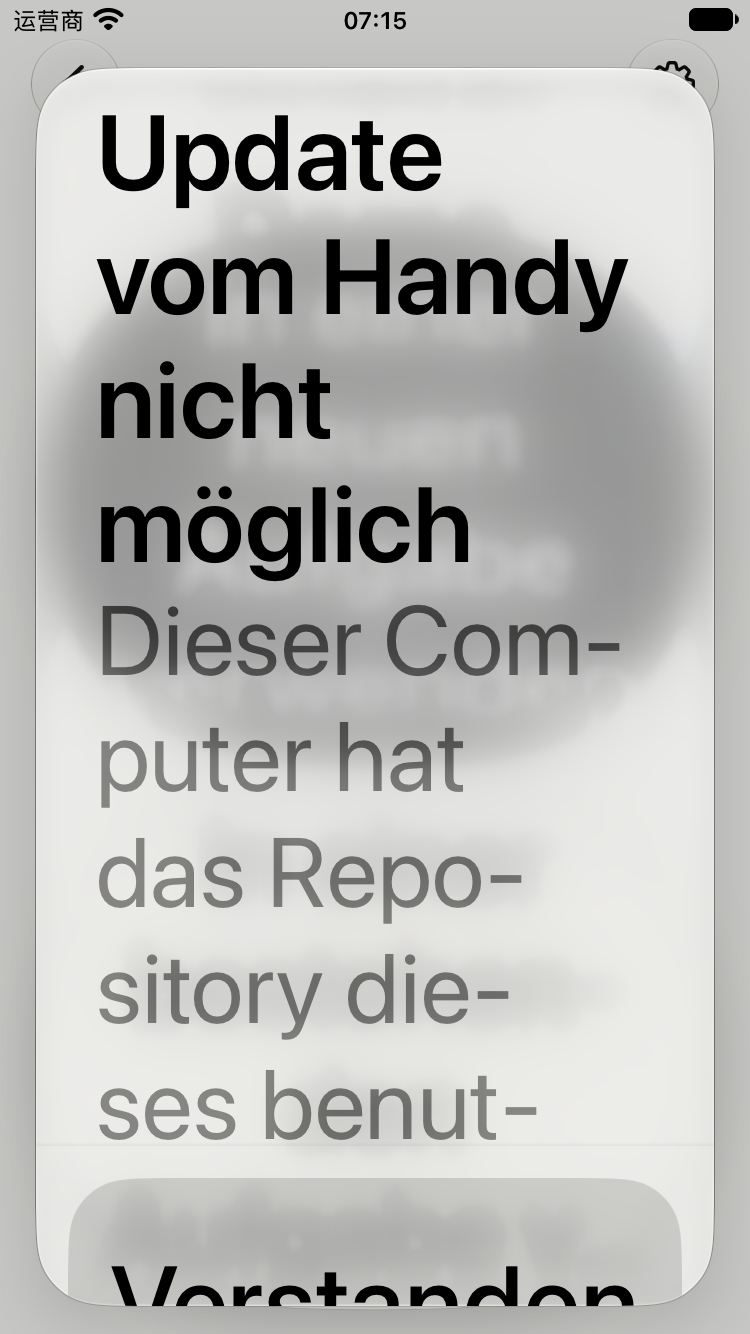 运营商
07:15
Update
vom Handy
nicht
möglich
Dieser Com-
puter hat
das Repo-
sitory die-
ses benut-
Verstanden